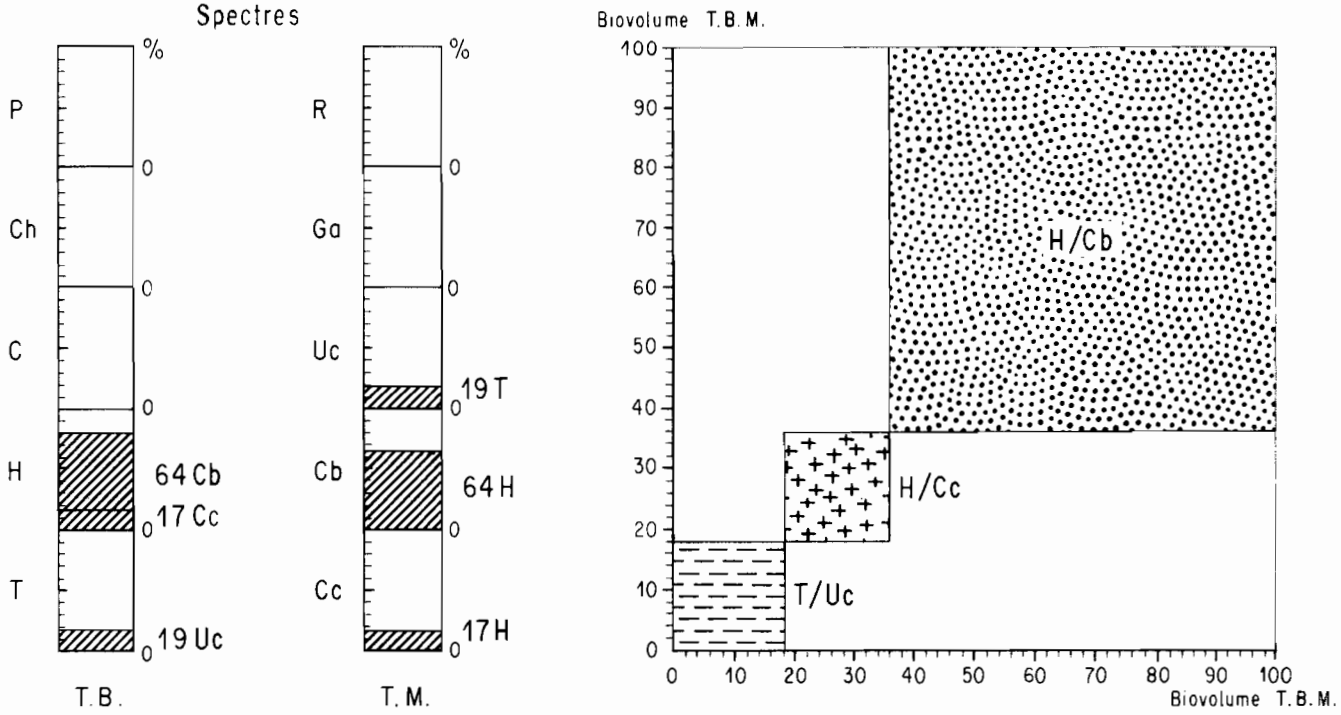 Spectres
%
P
0
Ch
0
C
0
H
64 Cb
17 Cc
0
T
19 Uc
0
T.B.
%
R
0
Ga
0
Uc
19 T
0
Cb
64 H
0
Cc
17 H
0
T.M.
Biovolume T.B.M.
100
90
80
70
60
50
40
30
20
10
0
H/Cb
H/Cc
T/Uc
0 10 20 30 40 50 60 70 80 90 100
Biovolume T.B.M.